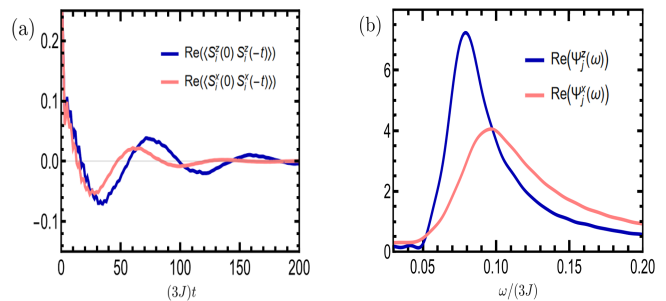 (a)
0.2
0.1
0.0
−0.1
Re(⟨S_j^z(0) S_j^z(−t)⟩)
Re(⟨S_j^x(0) S_j^x(−t)⟩)
0 50 100 150 200
(3J)t
(b)
6
4
2
0
Re(Ψ_j^z(ω))
Re(Ψ_j^x(ω))
0.05 0.10 0.15 0.20
ω/(3J)